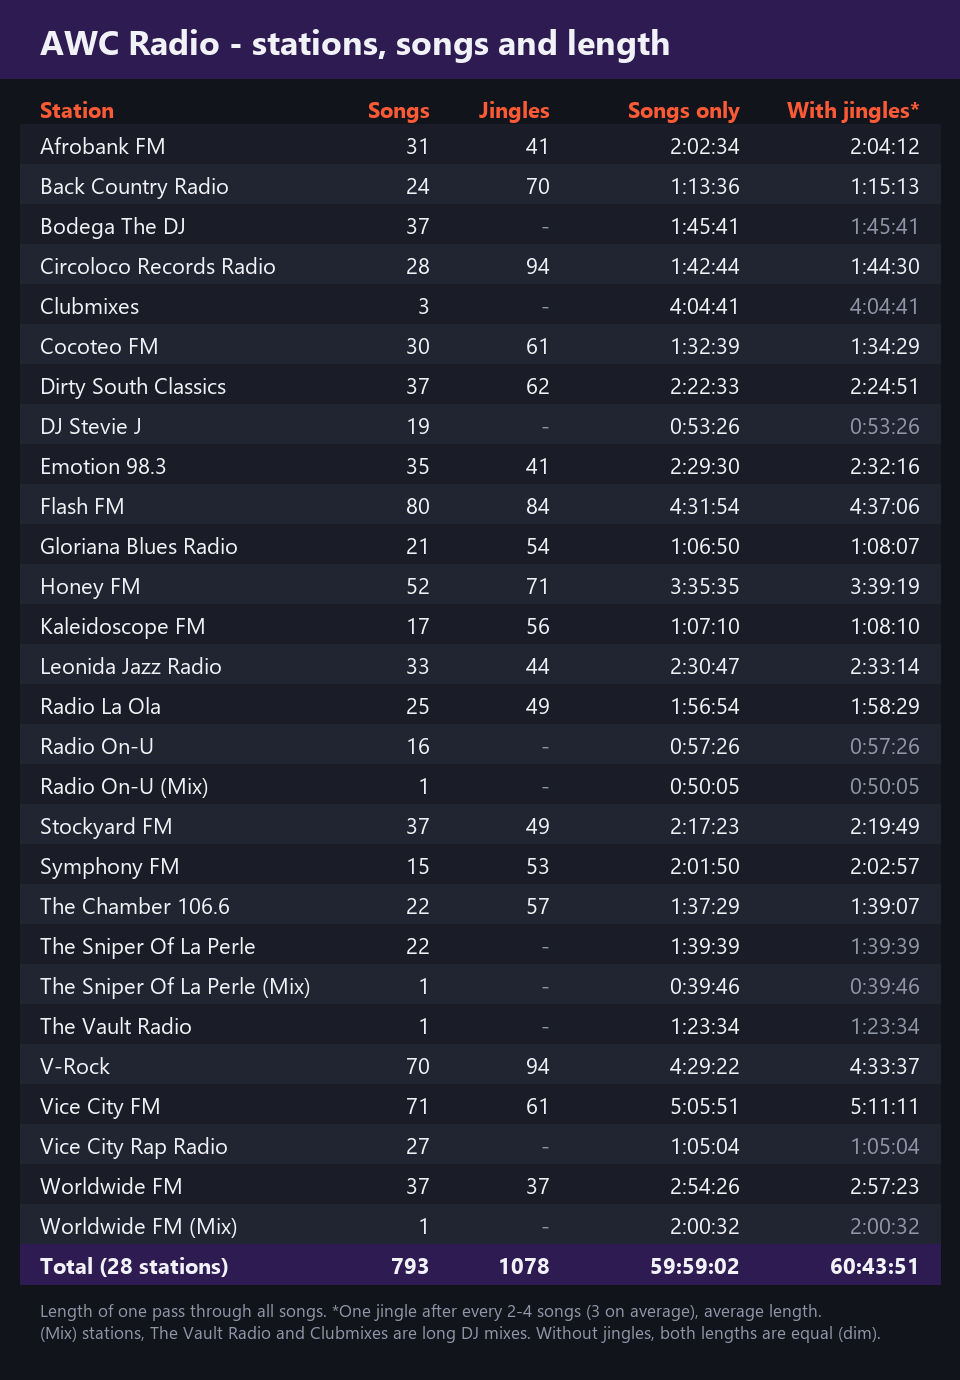 AWC Radio - stations, songs and length
Station Songs Jingles Songs only With jingles*
Afrobank FM 31 41 2:02:34 2:04:12
Back Country Radio 24 70 1:13:36 1:15:13
Bodega The DJ 37 - 1:45:41 1:45:41
Circoloco Records Radio 28 94 1:42:44 1:44:30
Clubmixes 3 - 4:04:41 4:04:41
Cocoteo FM 30 61 1:32:39 1:34:29
Dirty South Classics 37 62 2:22:33 2:24:51
DJ Stevie J 19 - 0:53:26 0:53:26
Emotion 98.3 35 41 2:29:30 2:32:16
Flash FM 80 84 4:31:54 4:37:06
Gloriana Blues Radio 21 54 1:06:50 1:08:07
Honey FM 52 71 3:35:35 3:39:19
Kaleidoscope FM 17 56 1:07:10 1:08:10
Leonida Jazz Radio 33 44 2:30:47 2:33:14
Radio La Ola 25 49 1:56:54 1:58:29
Radio On-U 16 - 0:57:26 0:57:26
Radio On-U (Mix) 1 - 0:50:05 0:50:05
Stockyard FM 37 49 2:17:23 2:19:49
Symphony FM 15 53 2:01:50 2:02:57
The Chamber 106.6 22 57 1:37:29 1:39:07
The Sniper Of La Perle 22 - 1:39:39 1:39:39
The Sniper Of La Perle (Mix) 1 - 0:39:46 0:39:46
The Vault Radio 1 - 1:23:34 1:23:34
V-Rock 70 94 4:29:22 4:33:37
Vice City FM 71 61 5:05:51 5:11:11
Vice City Rap Radio 27 - 1:05:04 1:05:04
Worldwide FM 37 37 2:54:26 2:57:23
Worldwide FM (Mix) 1 - 2:00:32 2:00:32
Total (28 stations) 793 1078 59:59:02 60:43:51
Length of one pass through all songs. *One jingle after every 2-4 songs (3 on average), average length.
(Mix) stations, The Vault Radio and Clubmixes are long DJ mixes. Without jingles, both lengths are equal (dim).